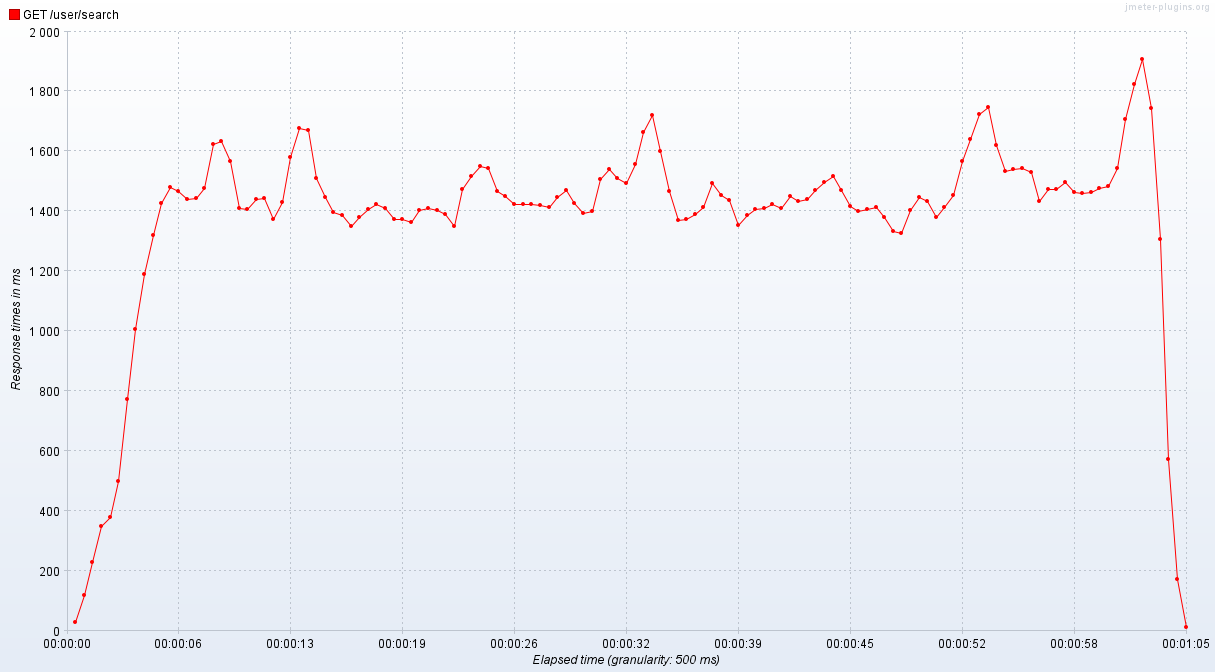 GET /user/search
jmeter-plugins.org
2 000
1 800
1 600
1 400
1 200
1 000
800
600
400
200
0
Response times in ms
00:00:00 00:00:06 00:00:13 00:00:19 00:00:26 00:00:32 00:00:39 00:00:45 00:00:52 00:00:58 00:01:05
Elapsed time (granularity: 500 ms)